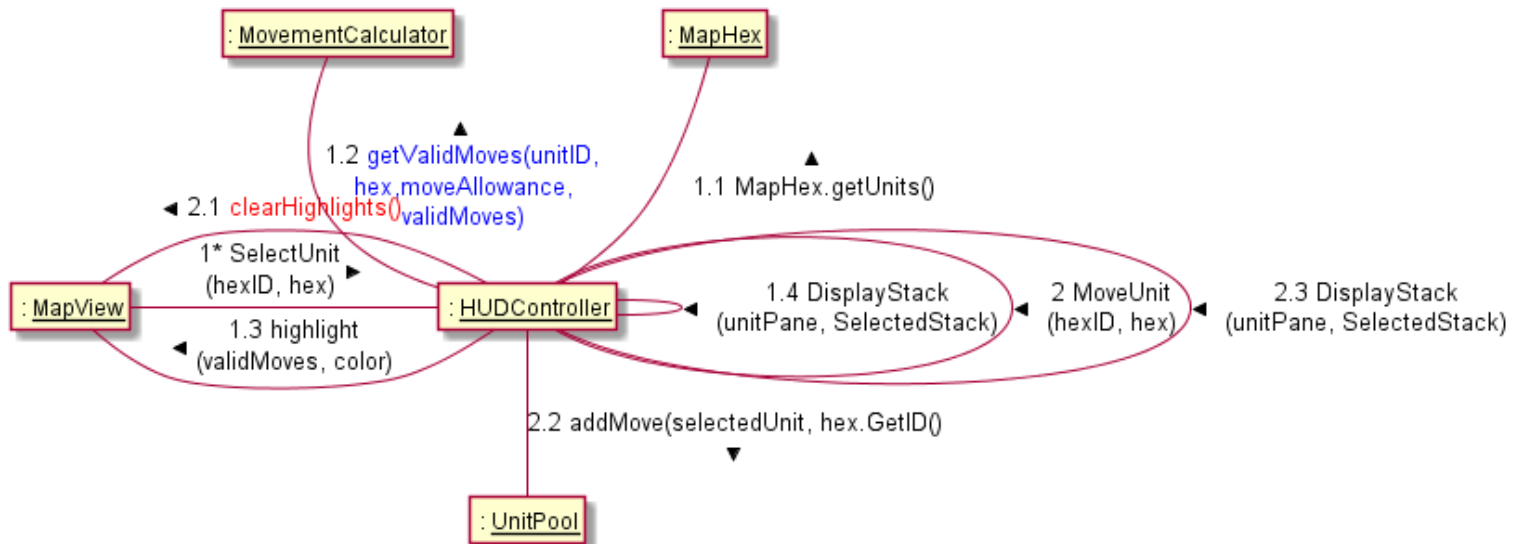 : MovementCalculator
: MapHex
1.2 getValidMoves(unitID,
hex,moveAllowance,
validMoves)
1.1 MapHex.getUnits()
2.1 clearHighlights()
1* SelectUnit
(hexID, hex)
: MapView
: HUDController
1.3 highlight
(validMoves, color)
1.4 DisplayStack
(unitPane, SelectedStack)
2 MoveUnit
(hexID, hex)
2.3 DisplayStack
(unitPane, SelectedStack)
2.2 addMove(selectedUnit, hex.GetID()
: UnitPool